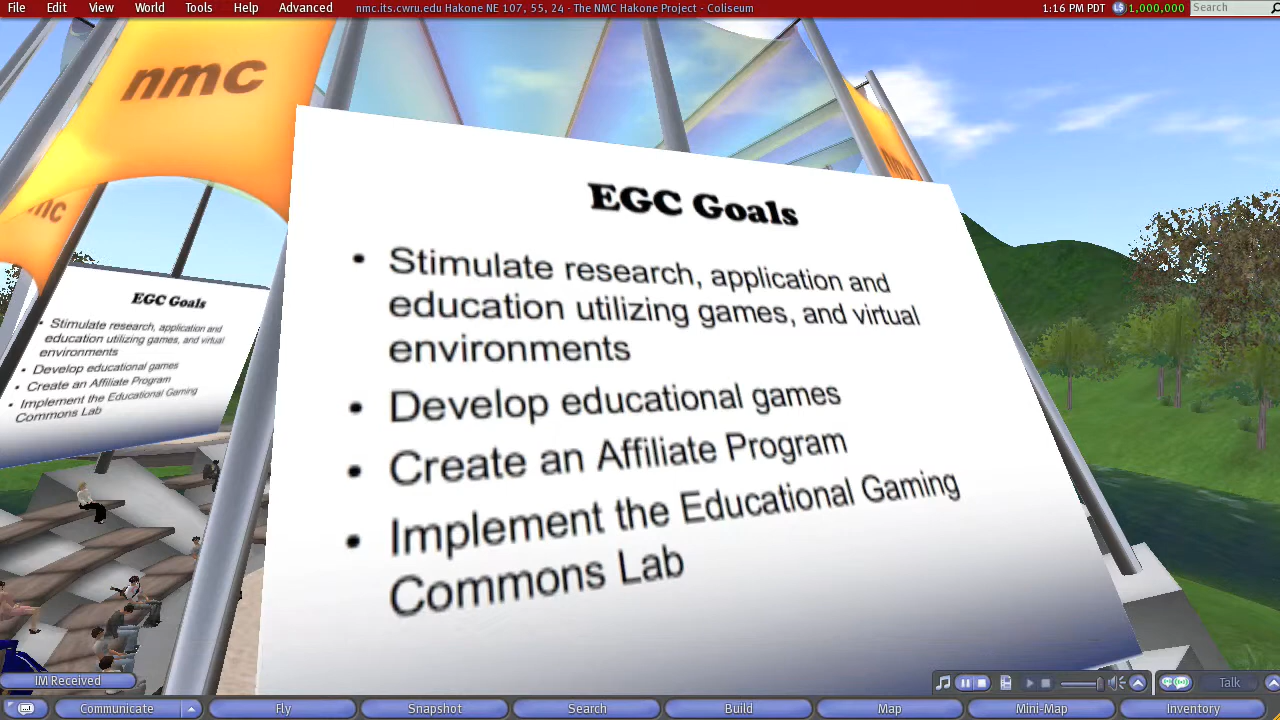 File Edit View World Tools Help Advanced nmc.its.cwru.edu Hakone NE 107, 55, 24 - The NMC Hakone Project - Coliseum 1:16 PM PDT L$ 1,000,000 Search
nmc
nmc
mc
EGC Goals
• Stimulate research, application and
education utilizing games, and virtual
environments
• Develop educational games
• Create an Affiliate Program
• Implement the Educational Gaming
Commons Lab
EGC Goals
• Stimulate research, application and
education utilizing games, and virtual
environments
• Develop educational games
• Create an Affiliate Program
• Implement the Educational Gaming
Commons Lab
IM Received
Talk
Communicate Fly Snapshot Search Build Map Mini-Map Inventory